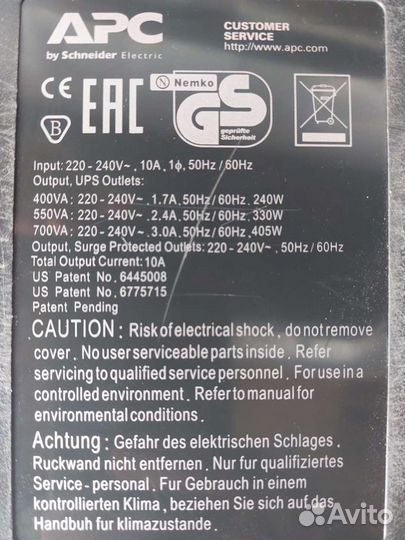 APC
by Schneider Electric
CUSTOMER
SERVICE
http://www.apc.com
CE
EAC
N Nemko
GS
geprüfte
Sicherheit
B
Input: 220 - 240V~ , 10A, 1ϕ, 50Hz / 60Hz
Output, UPS Outlets:
400VA : 220 - 240V~ , 1.7A, 50Hz / 60Hz, 240W
550VA : 220 - 240V~ , 2.4A, 50Hz / 60Hz, 330W
700VA : 220 - 240V~ , 3.0A, 50Hz / 60Hz, 405W
Output, Surge Protected Outlets: 220 - 240V~ , 50Hz / 60Hz
Total Output Current: 10A
US Patent No. 6445008
US Patent No. 6775715
Patent Pending
CAUTION : Risk of electrical shock , do not remove
cover . No user serviceable parts inside . Refer
servicing to qualified service personnel . For use in a
controlled environment . Refer to manual for
environmental conditions .
Achtung : Gefahr des elektrischen Schlages .
Ruckwand nicht entfernen . Nur fur qualifiziertes
Service - personal . Fur Gebrauch in einem
kontrollierten Klima , beziehen Sie sich auf das
Handbuh fur klimazustande .
Avito